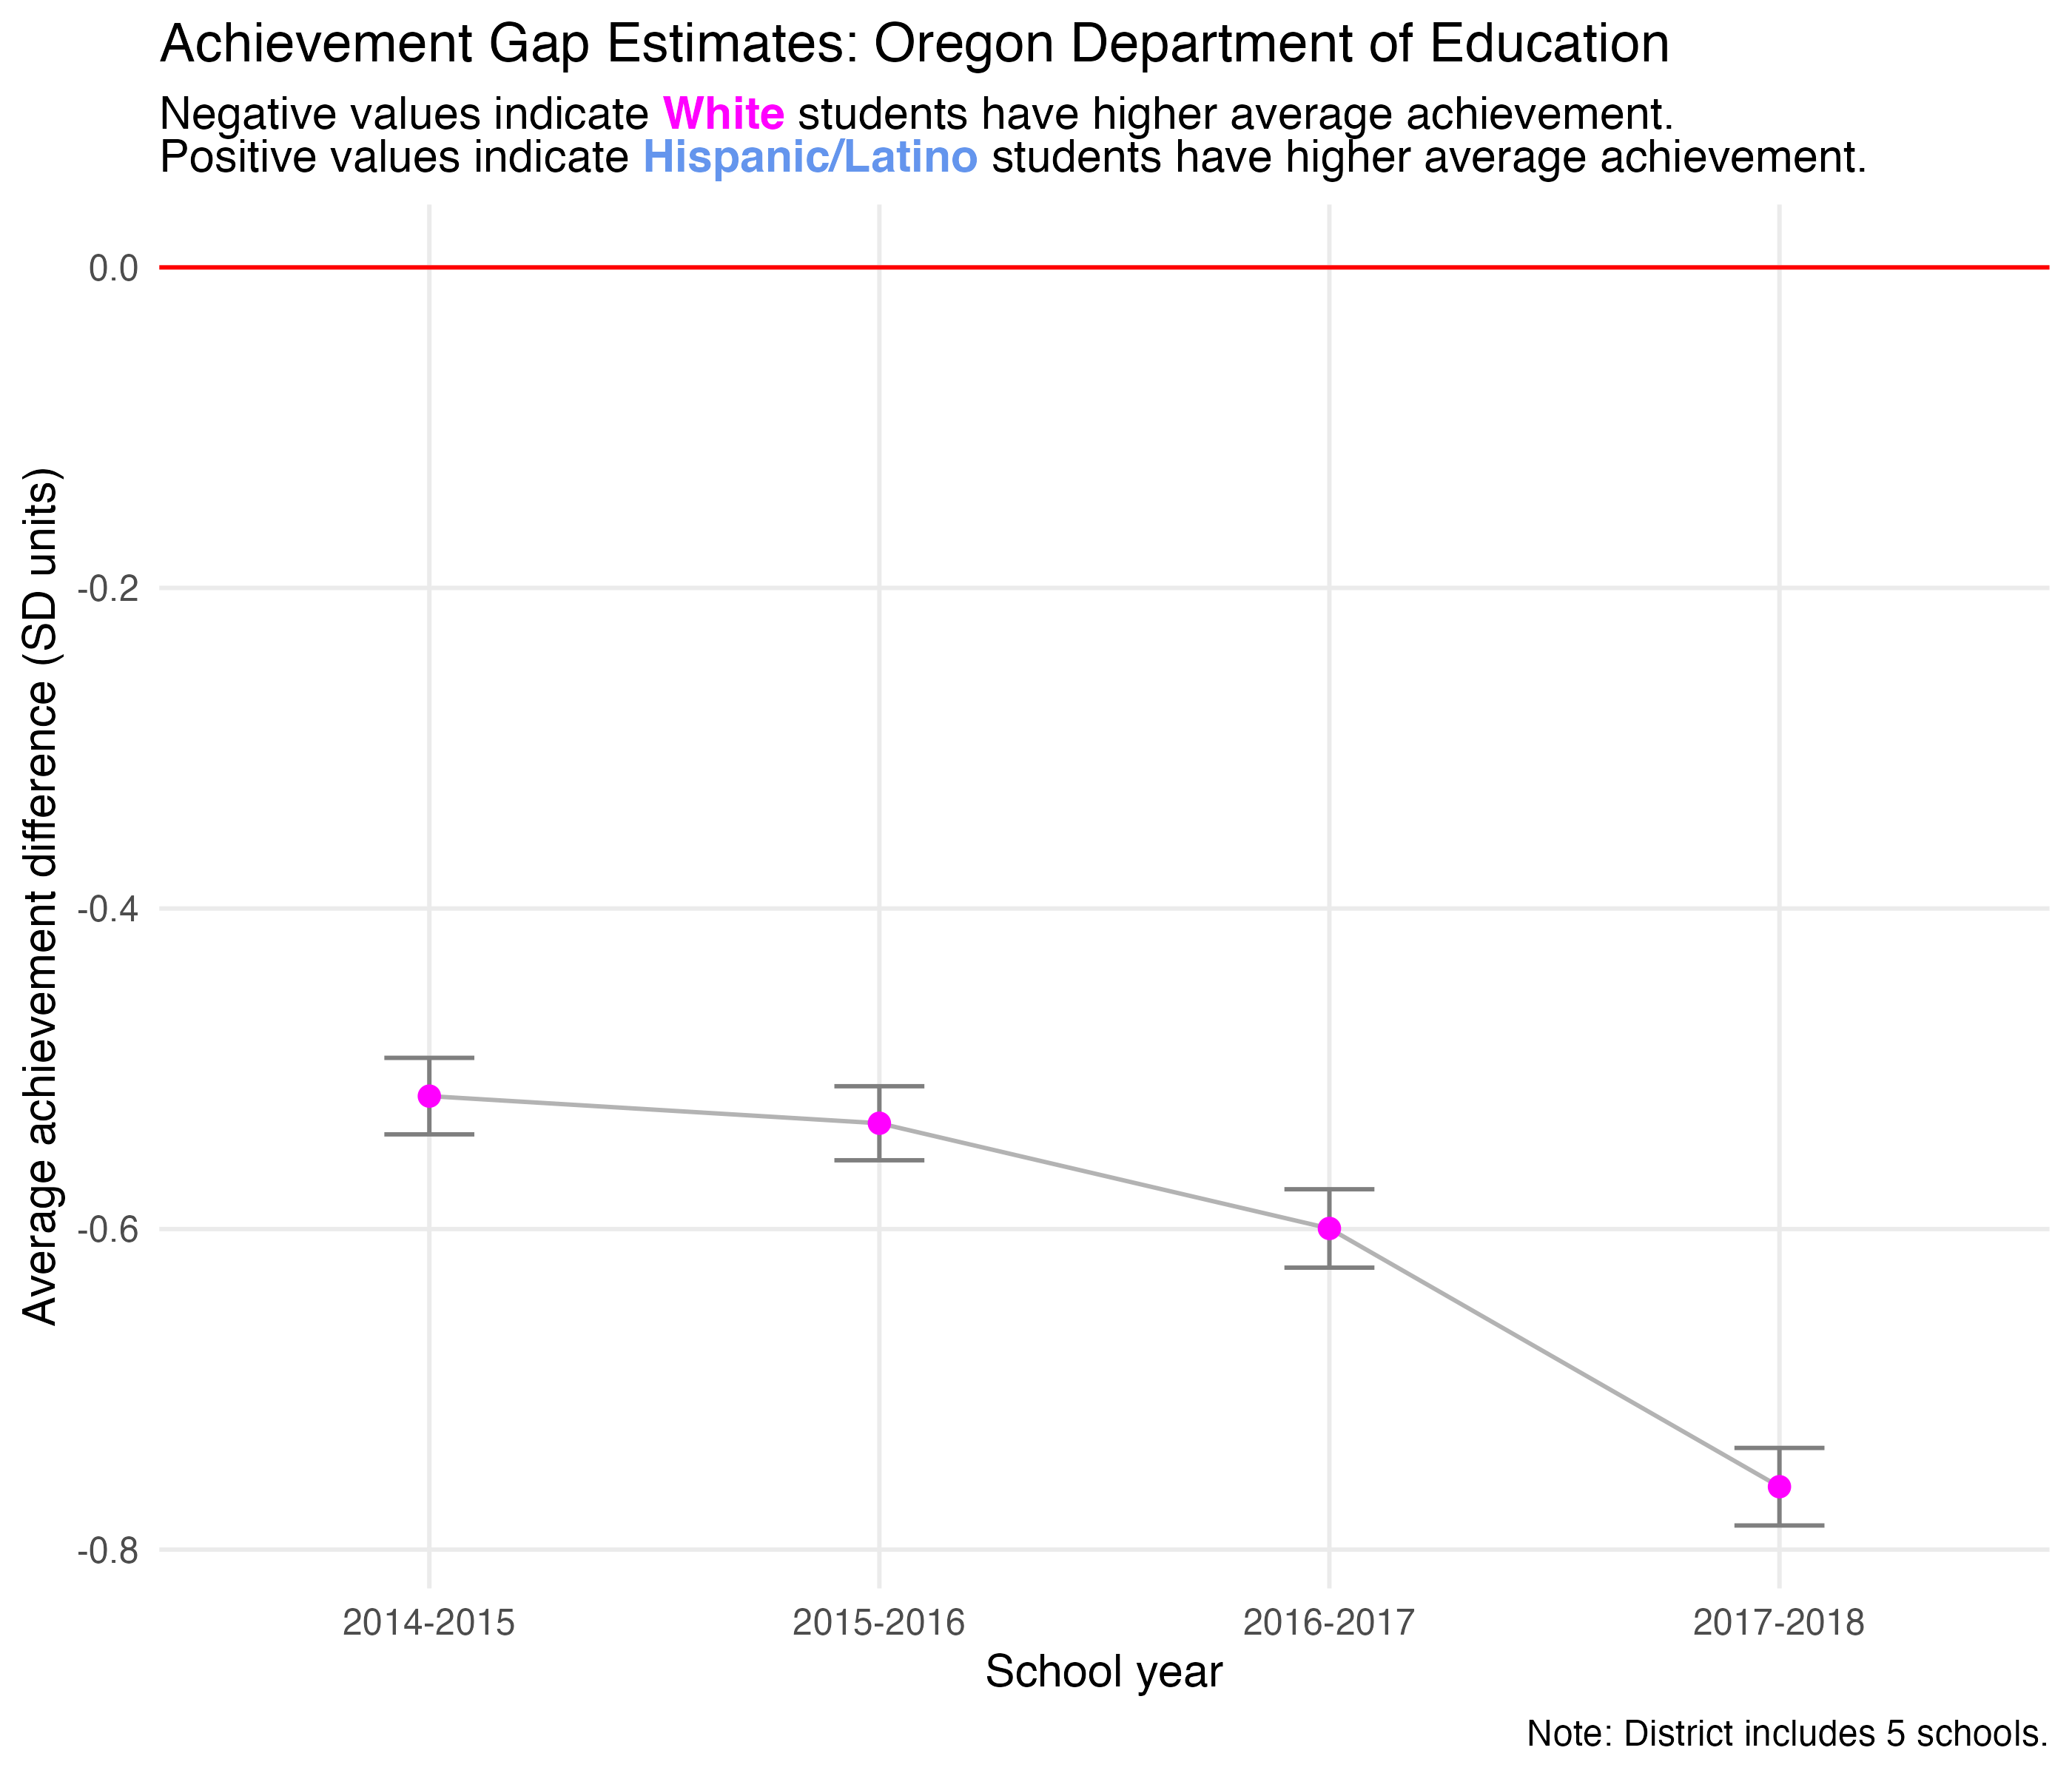 Achievement Gap Estimates: Oregon Department of Education
Negative values indicate White students have higher average achievement.
Positive values indicate Hispanic/Latino students have higher average achievement.
Average achievement difference (SD units)
0.0
-0.2
-0.4
-0.6
-0.8
2014-2015
2015-2016
2016-2017
2017-2018
School year
Note: District includes 5 schools.